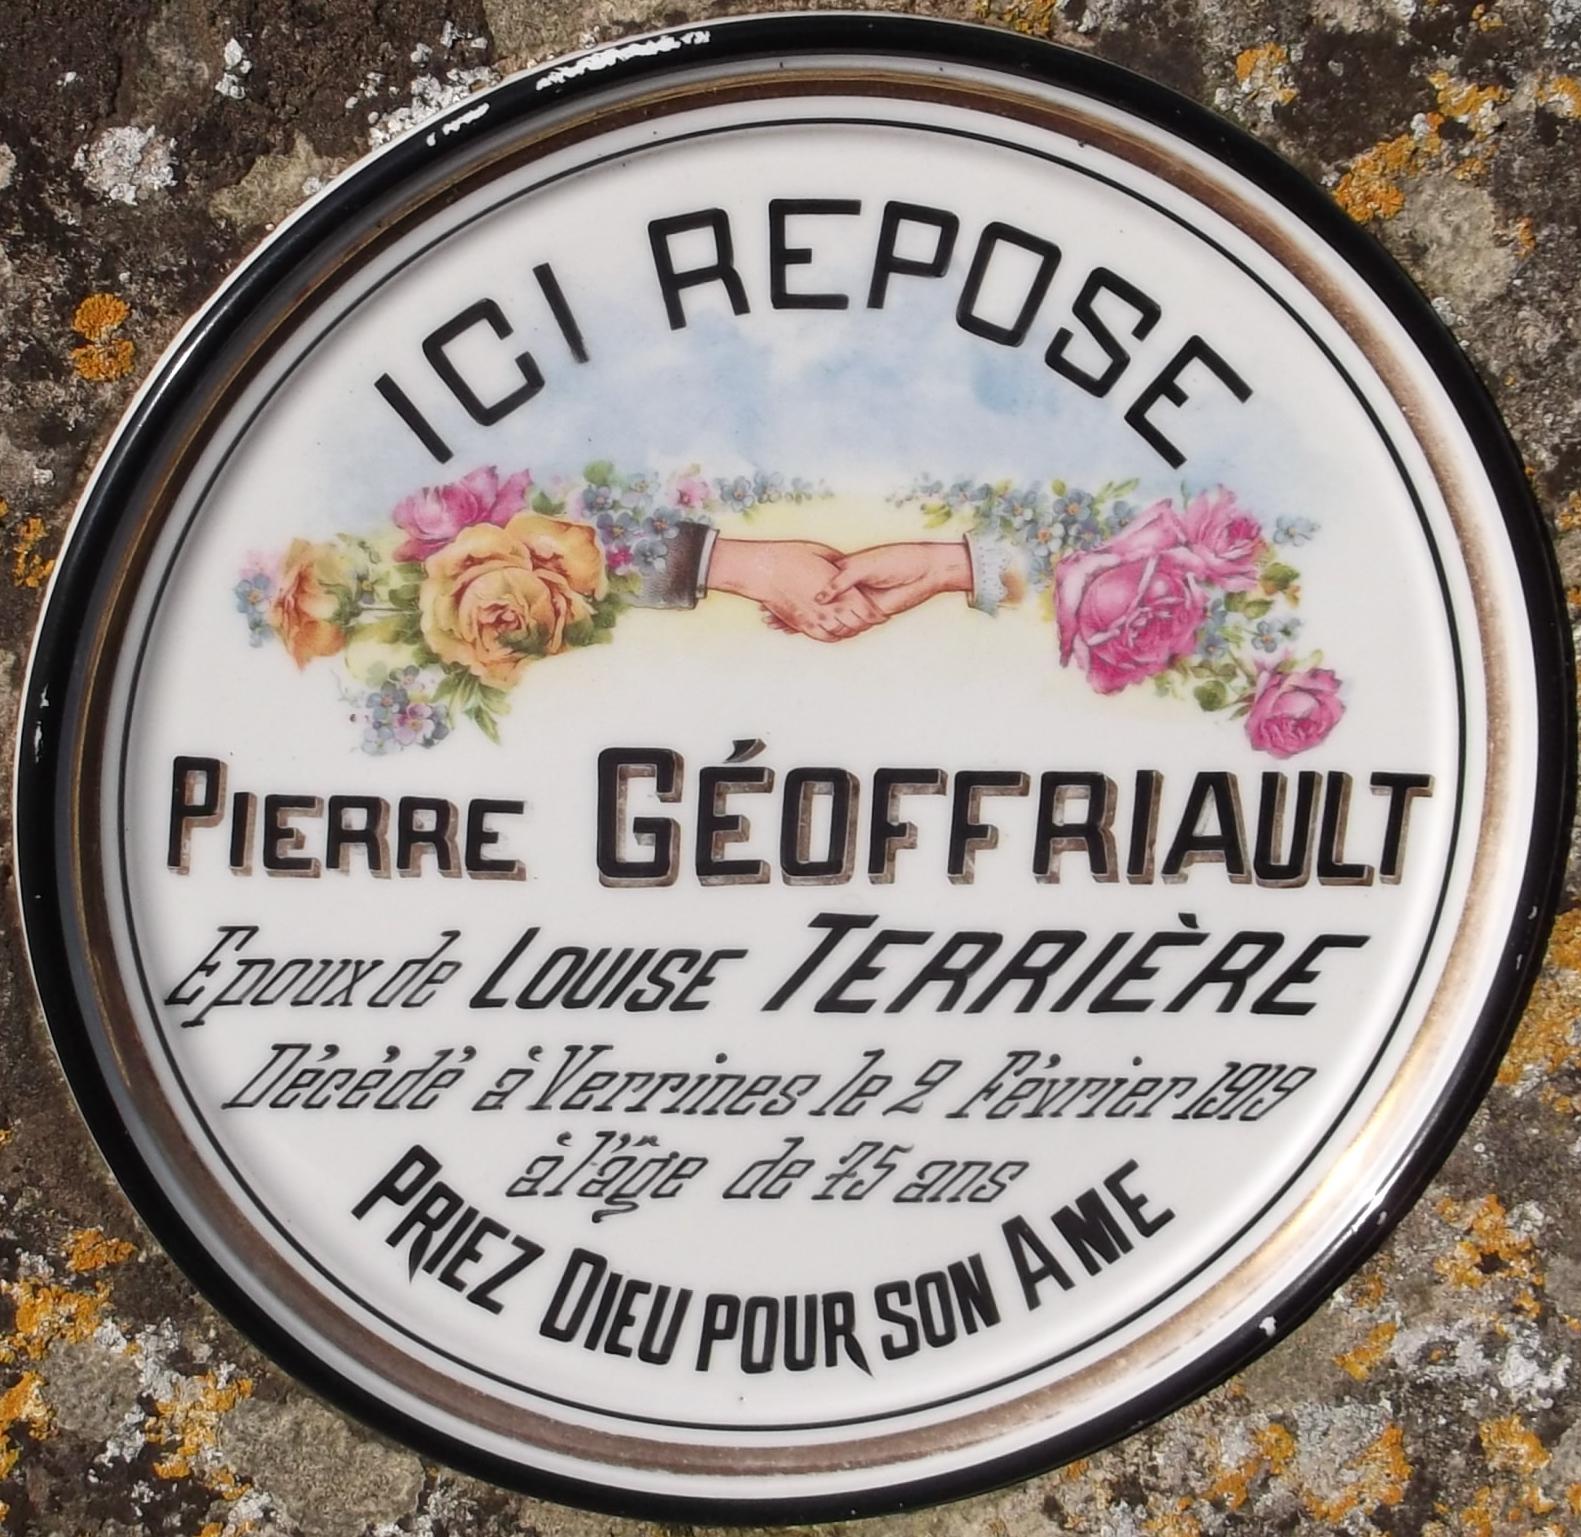 ICI REPOSE
PIERRE GÉOFFRIAULT
Epoux de LOUISE TERRIÈRE
Décédé à Verrines le 2 Février 1919
à l'âge de 75 ans
PRIEZ DIEU POUR SON AME